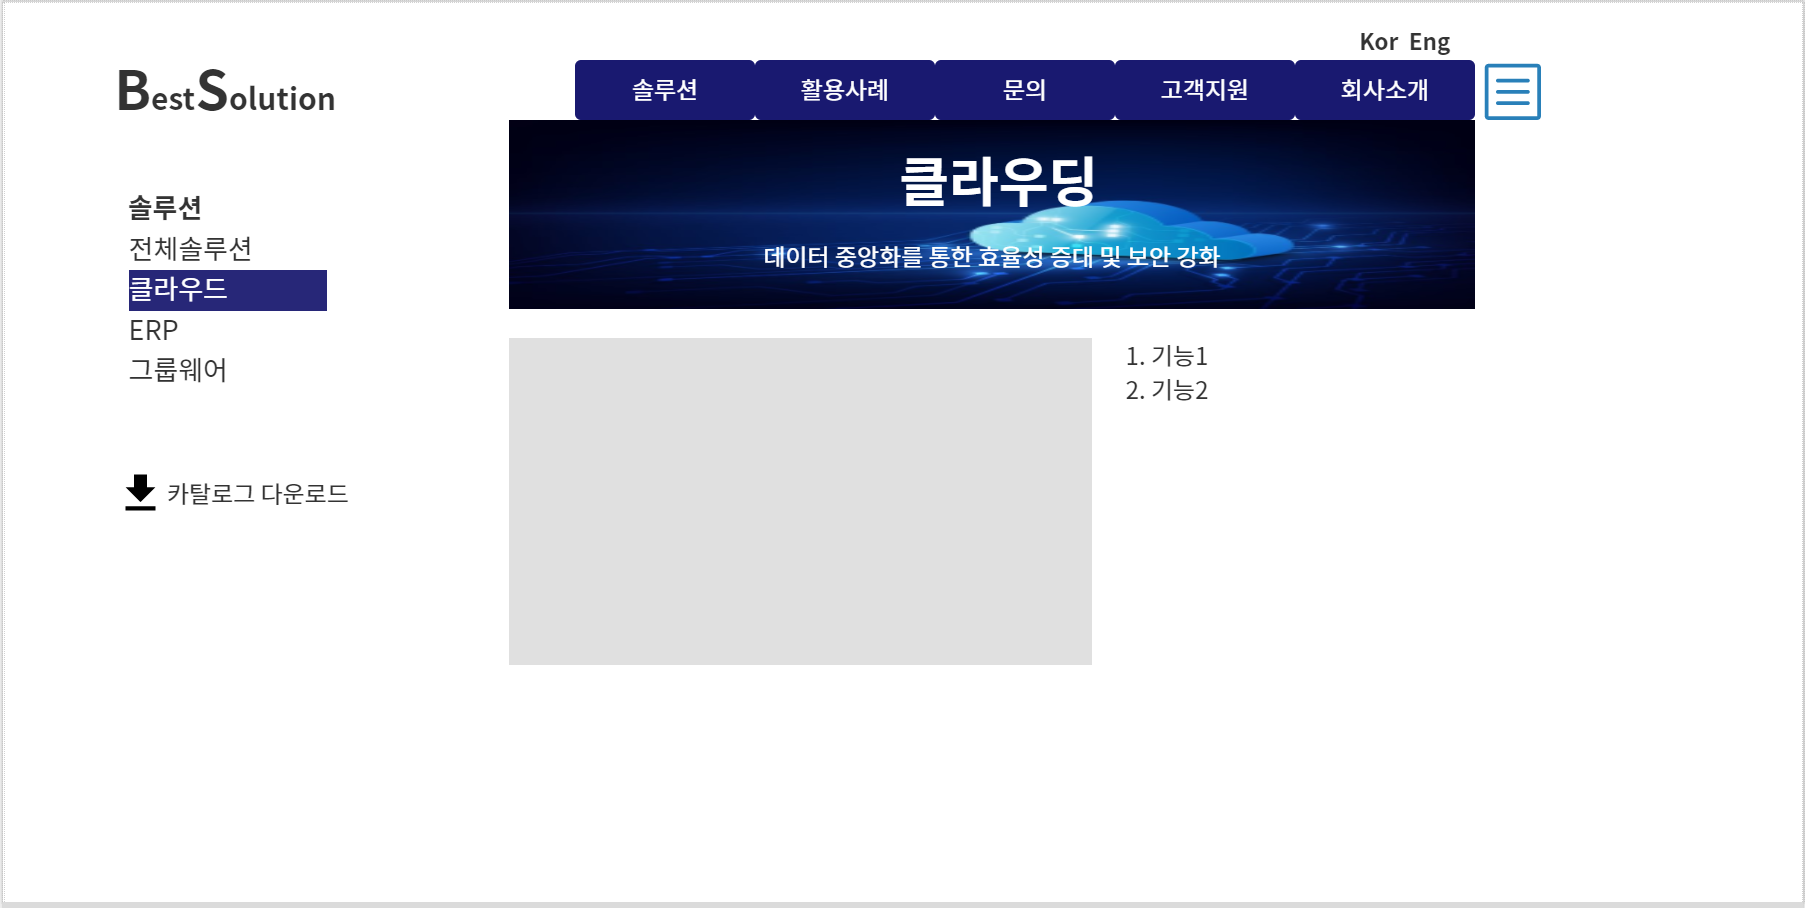 Kor Eng
BestSolution
솔루션
활용사례
문의
고객지원
회사소개
클라우딩
데이터 중앙화를 통한 효율성 증대 및 보안 강화
솔루션
전체솔루션
클라우드
ERP
그룹웨어
카탈로그 다운로드
1. 기능1
2. 기능2